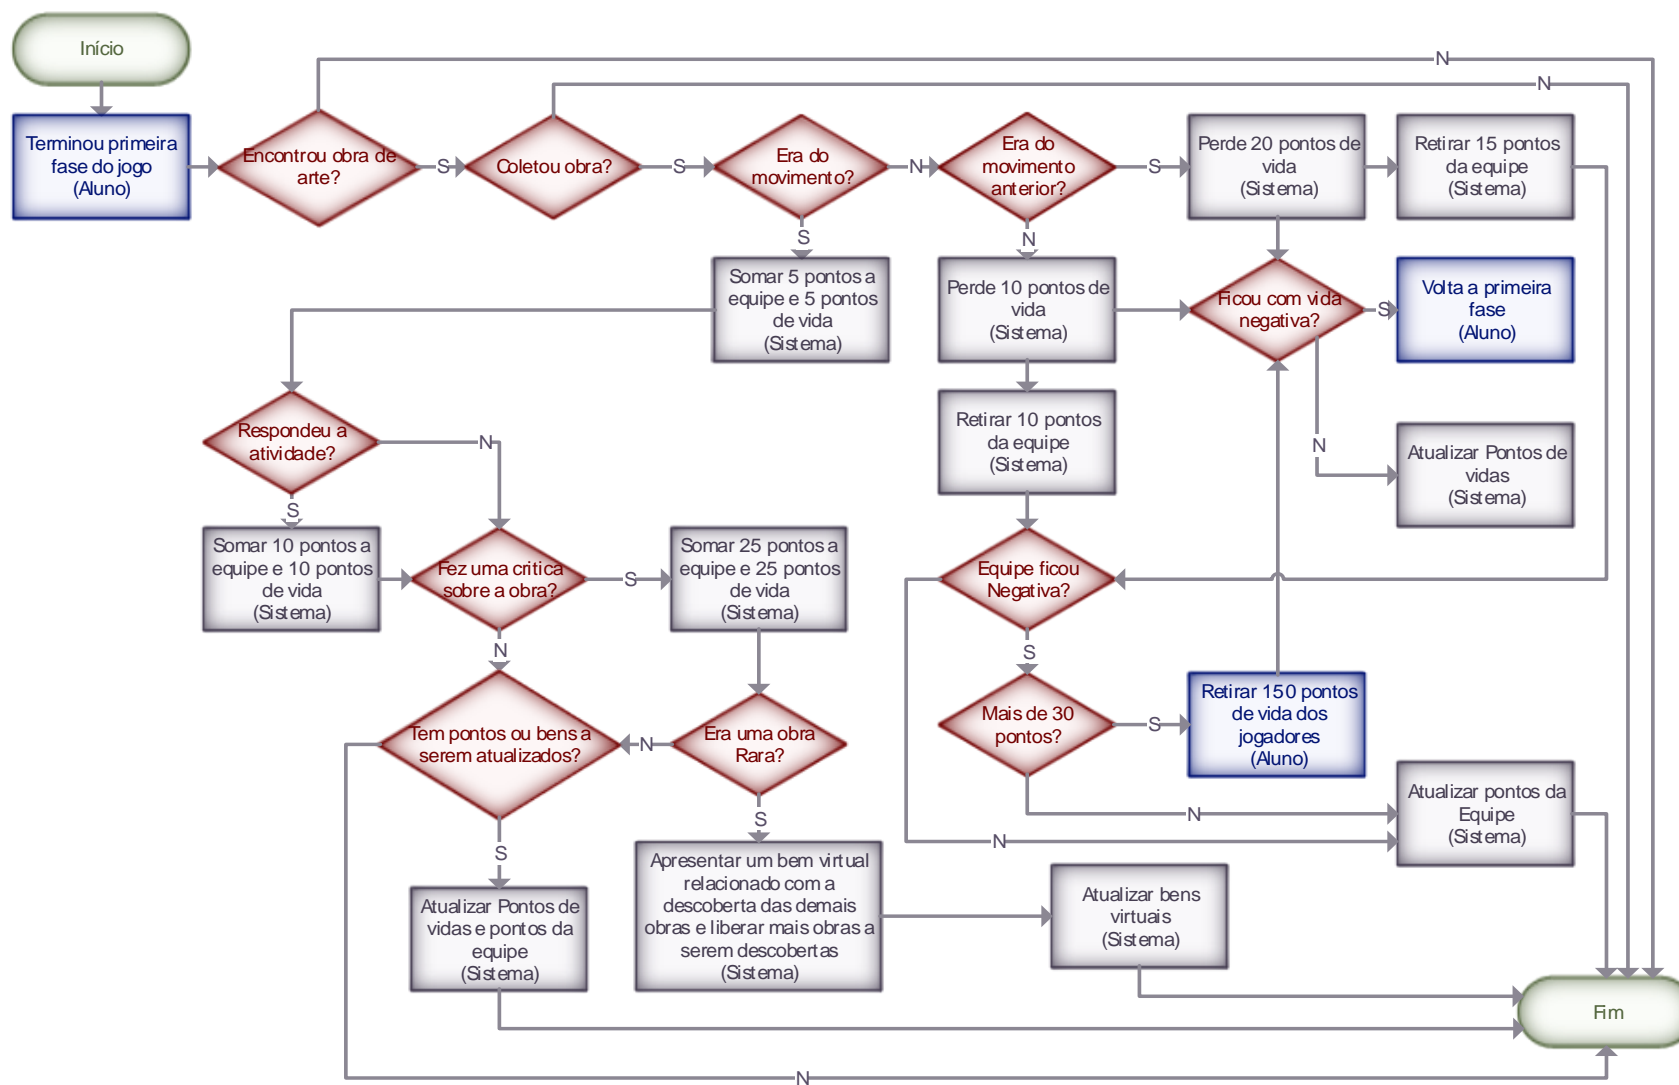 Início
N
N
Terminou primeira
fase do jogo
(Aluno)
Encontrou obra de
arte?
S
Coletou obra?
S
Era do
movimento?
N
Era do
movimento
anterior?
S
Perde 20 pontos de
vida
(Sistema)
Retirar 15 pontos
da equipe
(Sistema)
S
N
Somar 5 pontos a
equipe e 5 pontos
de vida
(Sistema)
Perde 10 pontos de
vida
(Sistema)
Ficou com vida
negativa?
S
Volta a primeira
fase
(Aluno)
Respondeu a
atividade?
N
Retirar 10 pontos
da equipe
(Sistema)
N
Atualizar Pontos de
vidas
(Sistema)
S
Somar 10 pontos a
equipe e 10 pontos
de vida
(Sistema)
Fez uma critica
sobre a obra?
S
Somar 25 pontos a
equipe e 25 pontos
de vida
(Sistema)
Equipe ficou
Negativa?
N
S
Tem pontos ou bens a
serem atualizados?
N
Era uma obra
Rara?
Mais de 30
pontos?
S
Retirar 150 pontos
de vida dos
jogadores
(Aluno)
S
S
N
N
Atualizar pontos da
Equipe
(Sistema)
Atualizar Pontos de
vidas e pontos da
equipe
(Sistema)
Apresentar um bem virtual
relacionado com a
descoberta das demais
obras e liberar mais obras a
serem descobertas
(Sistema)
Atualizar bens
virtuais
(Sistema)
Fim
N